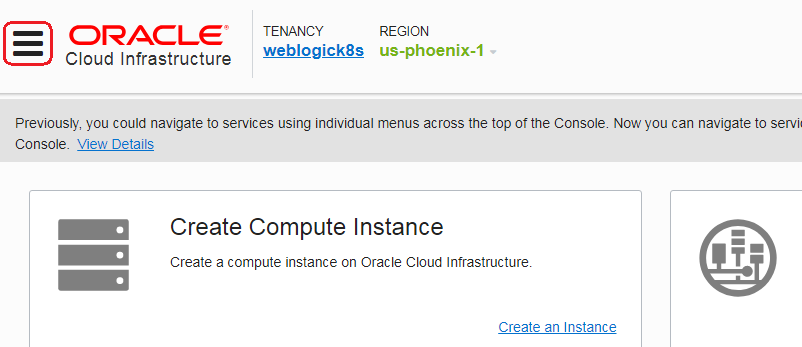 ORACLE®
Cloud Infrastructure
TENANCY
weblogick8s
REGION
us-phoenix-1
Previously, you could navigate to services using individual menus across the top of the Console. Now you can navigate to
Console. View Details
Create Compute Instance
Create a compute instance on Oracle Cloud Infrastructure.
Create an Instance